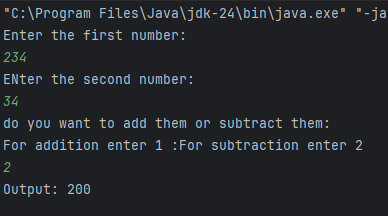 "C:\Program Files\Java\jdk-24\bin\java.exe" "-ja
Enter the first number:
234
ENter the second number:
34
do you want to add them or subtract them:
For addition enter 1 :For subtraction enter 2
2
Output: 200